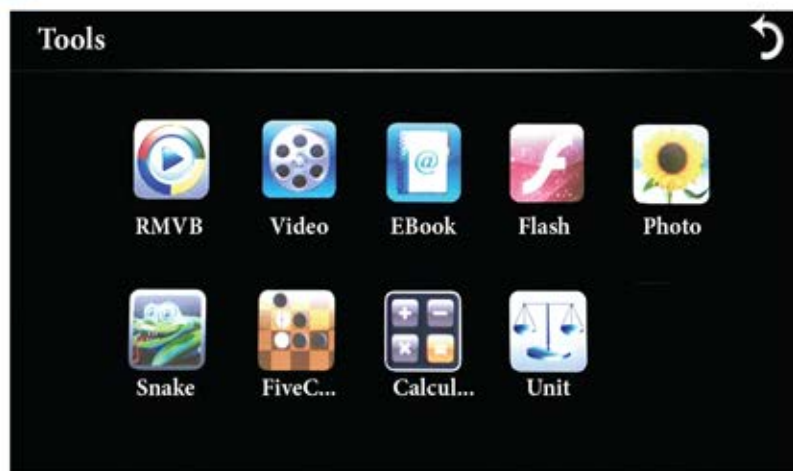 Tools
RMVB Video EBook Flash Photo
Snake FiveC... Calcul... Unit